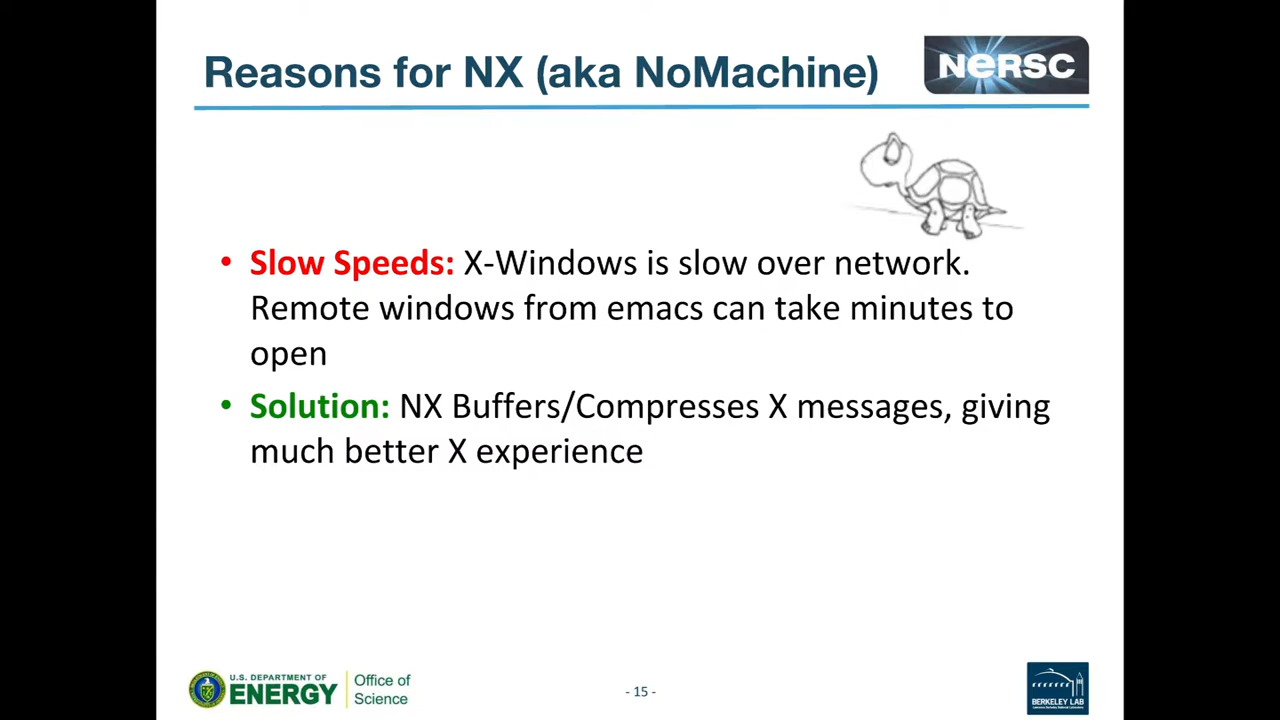 Reasons for NX (aka NoMachine)
NERSC
• Slow Speeds: X-Windows is slow over network.
Remote windows from emacs can take minutes to
open
• Solution: NX Buffers/Compresses X messages, giving
much better X experience
U.S. DEPARTMENT OF
ENERGY
Office of
Science
- 15 -
BERKELEY LAB